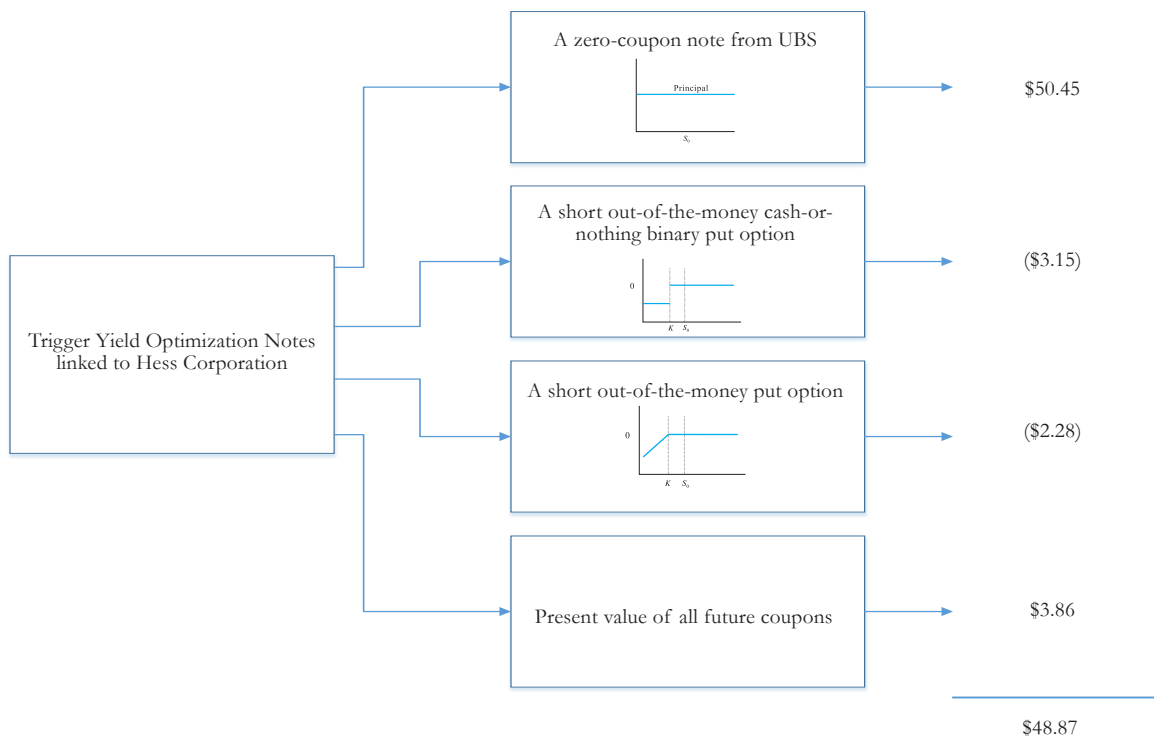 A zero-coupon note from UBS
Principal
S₀
$50.45
A short out-of-the-money cash-or-
nothing binary put option
0
K S₀
($3.15)
Trigger Yield Optimization Notes
linked to Hess Corporation
A short out-of-the-money put option
0
K S₀
($2.28)
Present value of all future coupons
$3.86
$48.87